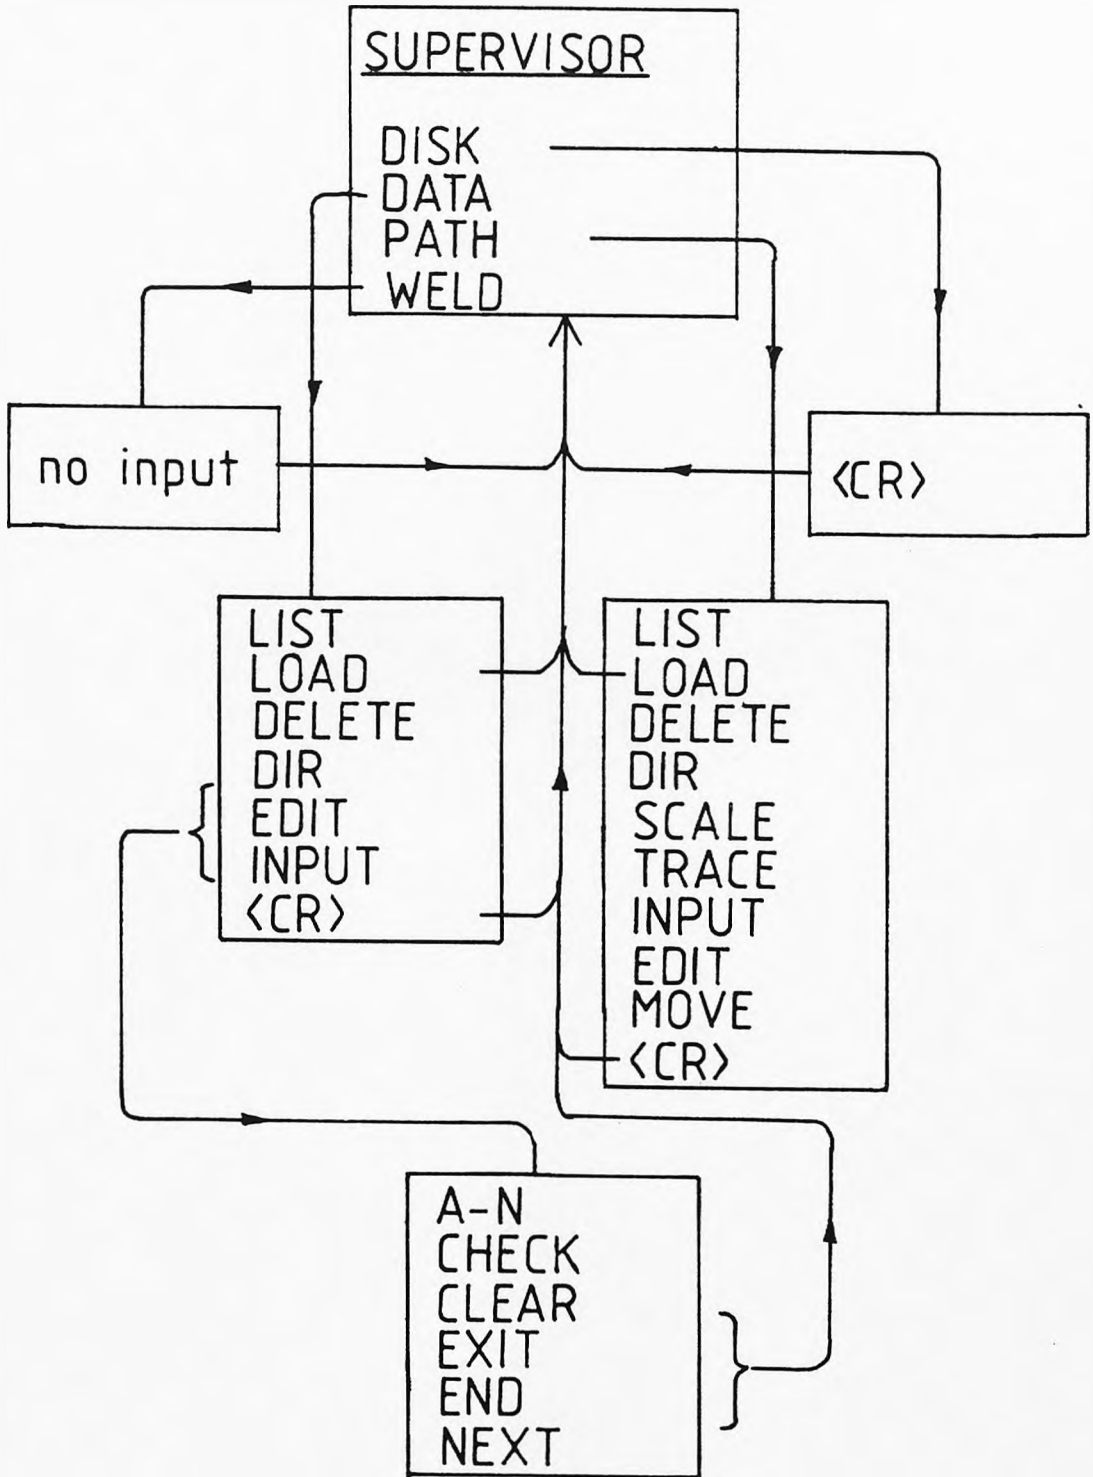 SUPERVISOR
DISK
DATA
PATH
WELD
no input
<CR>
LIST
LOAD
DELETE
DIR
EDIT
INPUT
<CR>
LIST
LOAD
DELETE
DIR
SCALE
TRACE
INPUT
EDIT
MOVE
<CR>
A-N
CHECK
CLEAR
EXIT
END
NEXT